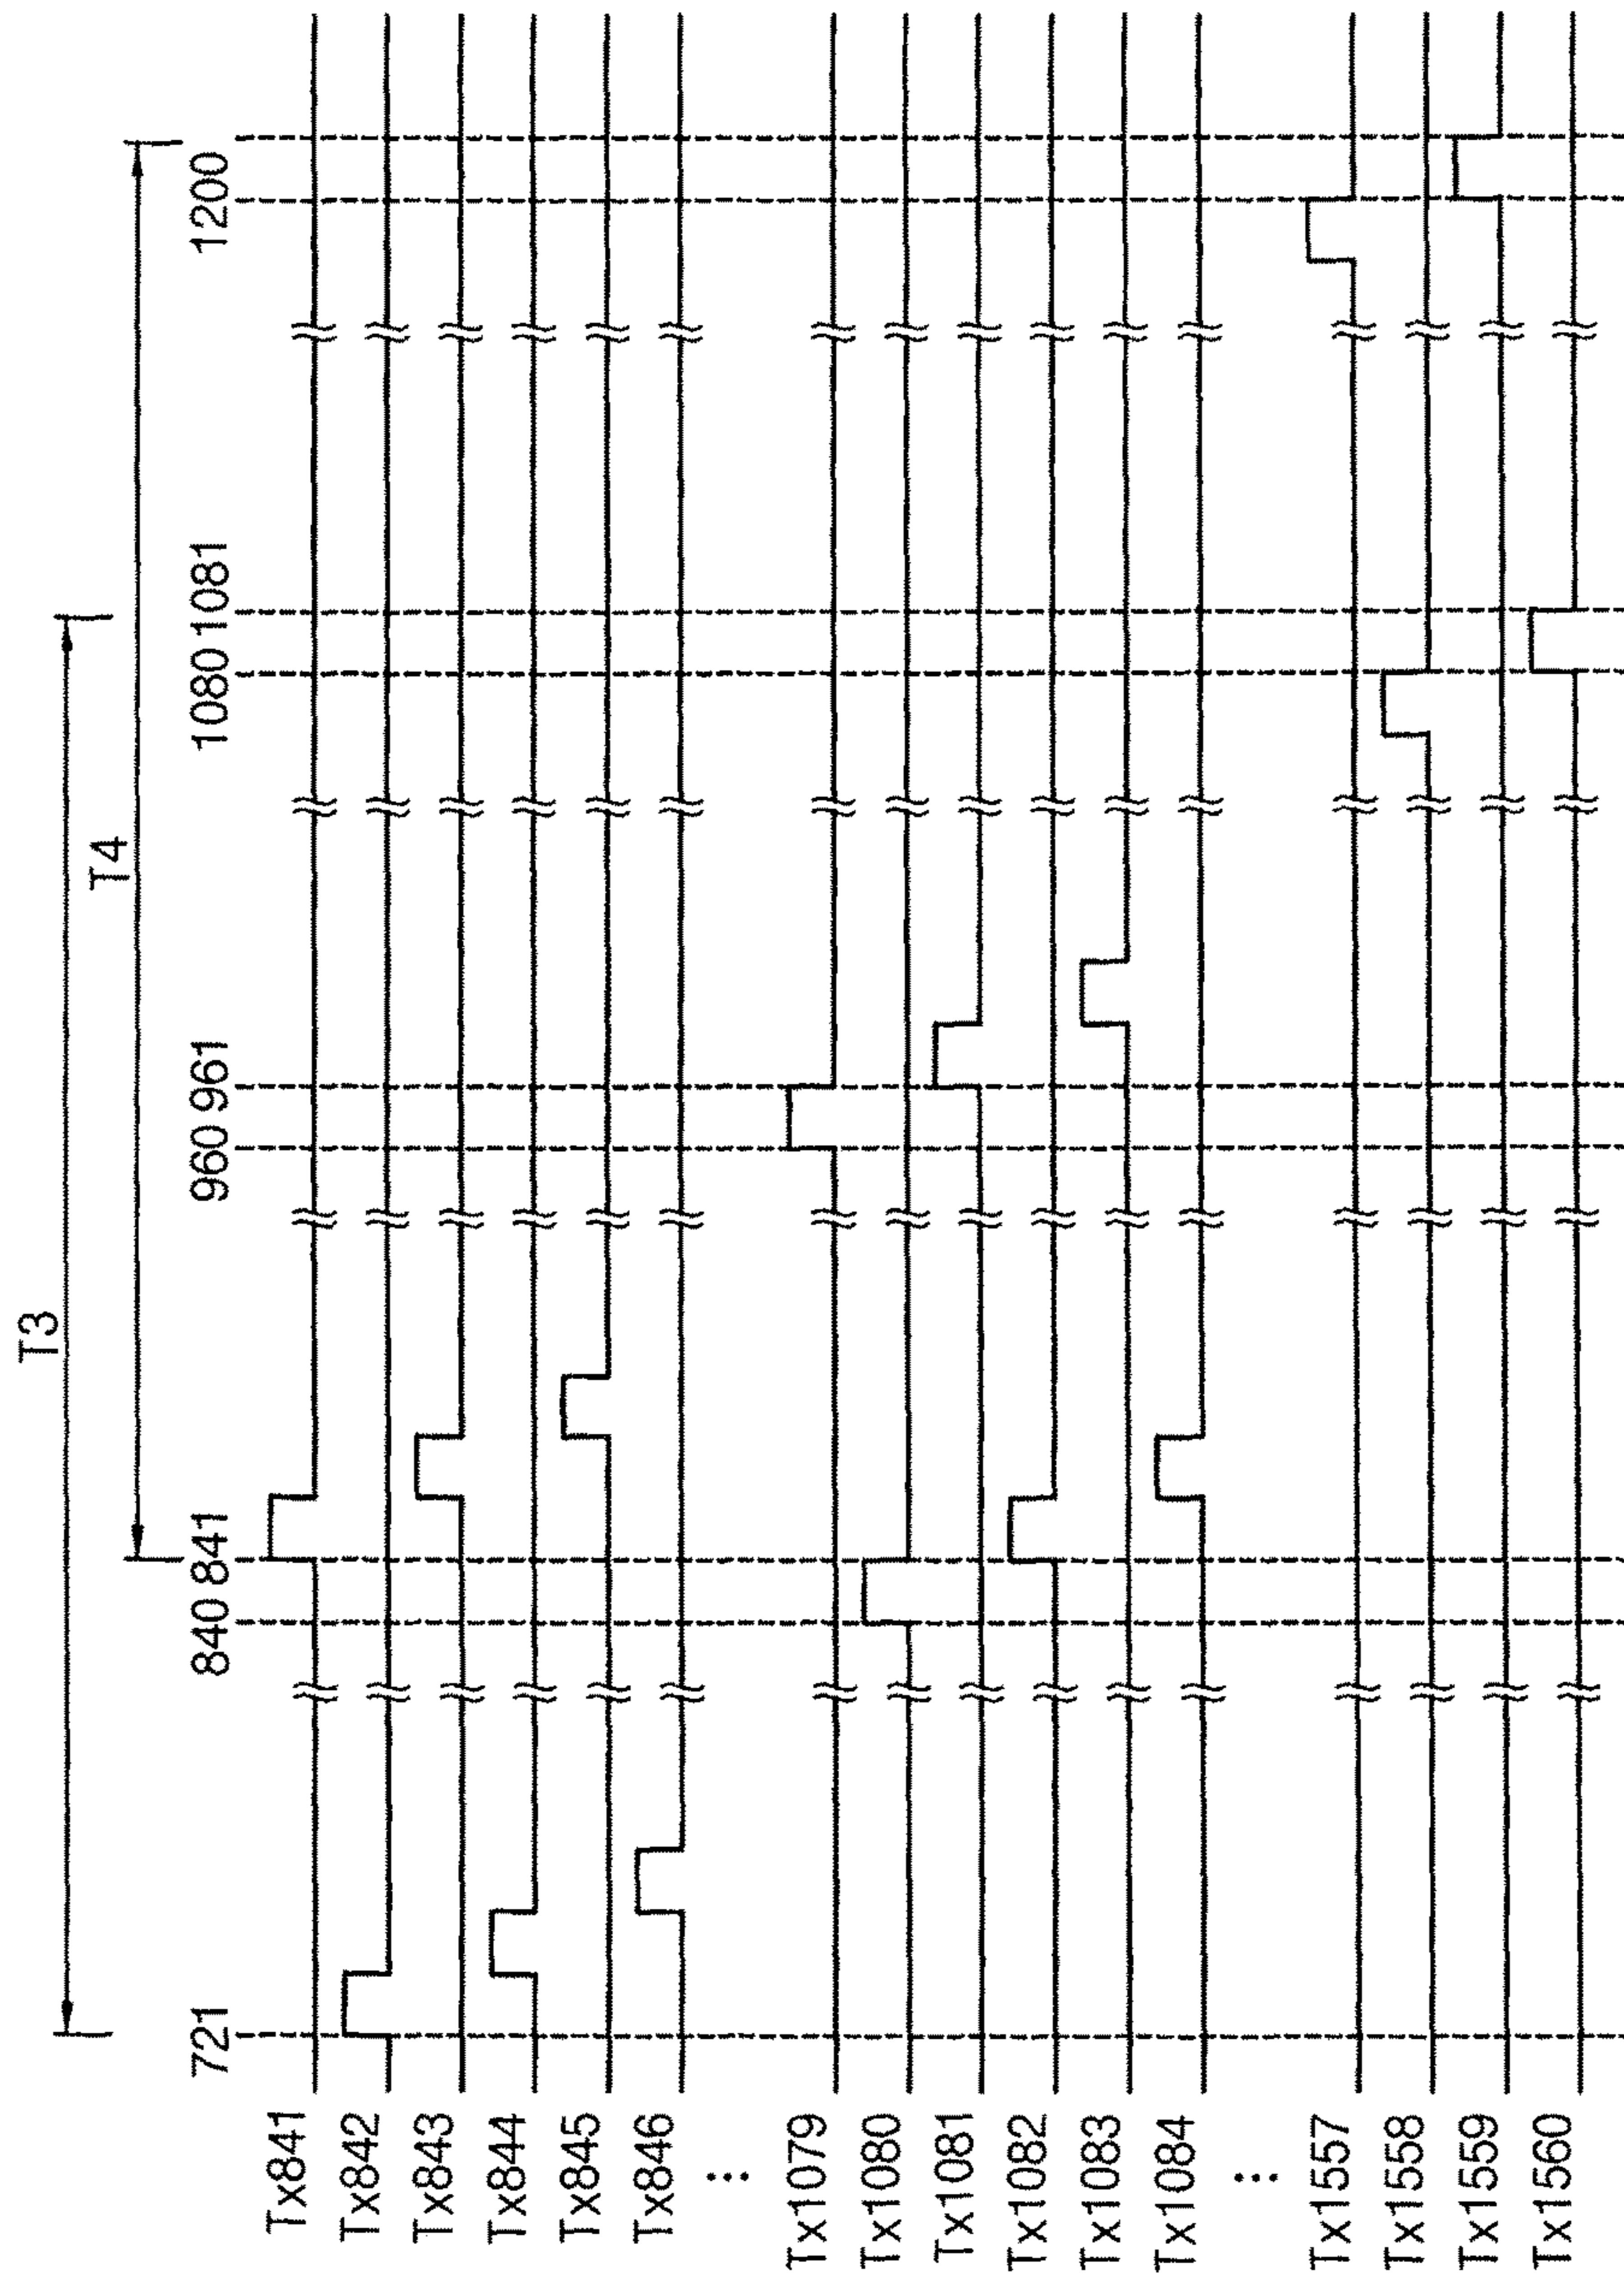 T3
T4
721 840 841 960 961 1080 1081 1200
Tx841
Tx842
Tx843
Tx844
Tx845
Tx846
⋮
Tx1079
Tx1080
Tx1081
Tx1082
Tx1083
Tx1084
⋮
Tx1557
Tx1558
Tx1559
Tx1560